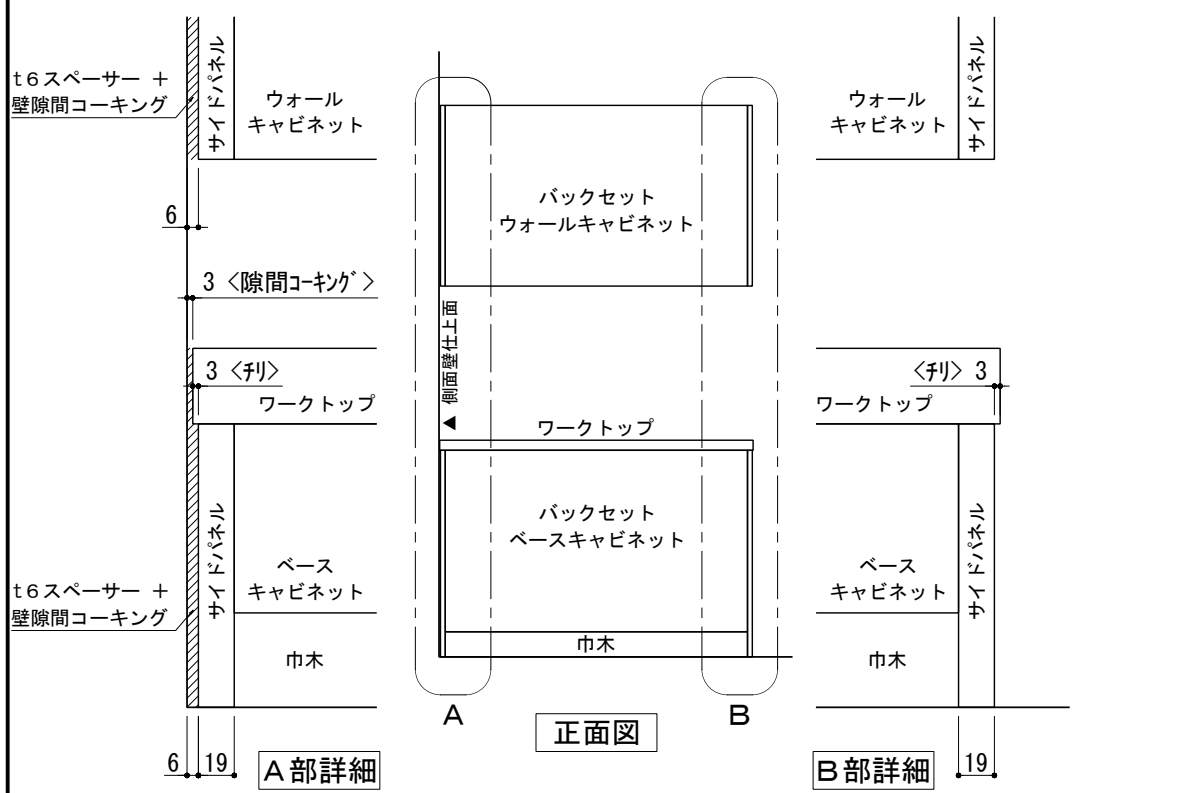 t6スペーサー +
壁隙間コーキング
サイドパネル
ウォール
キャビネット
6
3 <隙間ｺｰｷﾝｸﾞ>
3 <ﾁﾘ>
ワークトップ
サイドパネル
ベース
キャビネット
t6スペーサー +
壁隙間コーキング
巾木
6
19
A部詳細
バックセット
ウォールキャビネット
▲ 側面壁仕上面
ワークトップ
バックセット
ベースキャビネット
巾木
A
B
正面図
ウォール
キャビネット
サイドパネル
<ﾁﾘ> 3
ワークトップ
ベース
キャビネット
サイドパネル
巾木
B部詳細
19